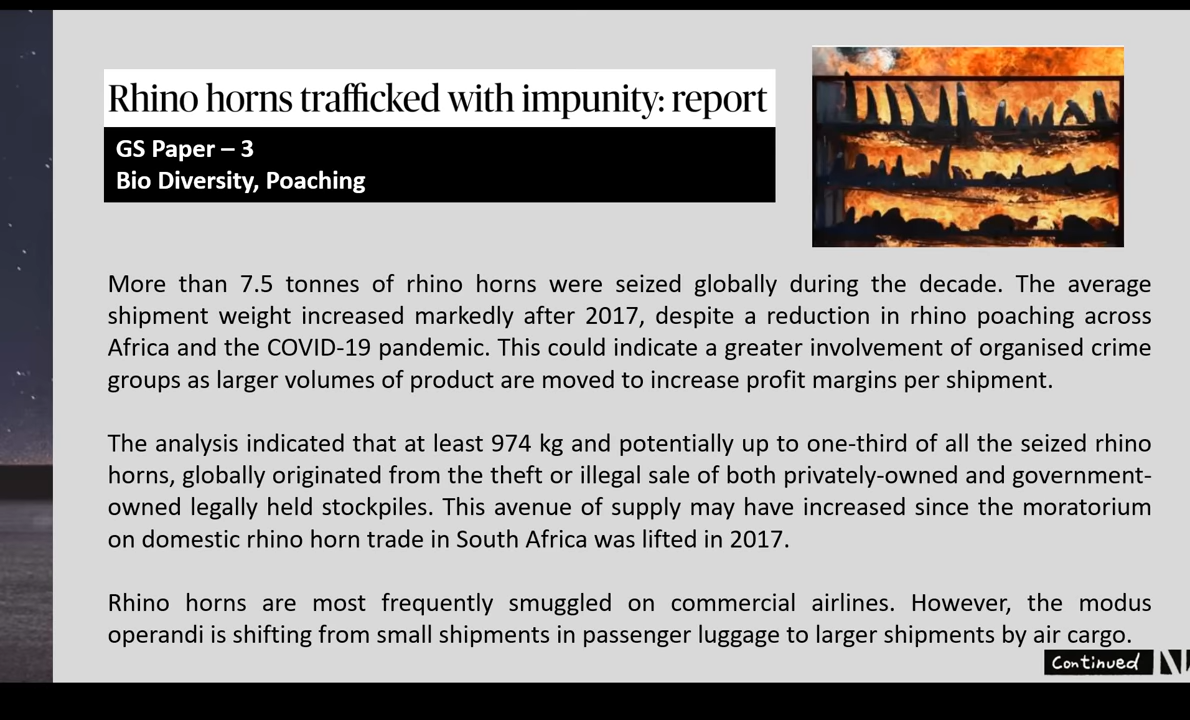 Rhino horns trafficked with impunity: report
GS Paper – 3
Bio Diversity, Poaching
More than 7.5 tonnes of rhino horns were seized globally during the decade. The average
shipment weight increased markedly after 2017, despite a reduction in rhino poaching across
Africa and the COVID-19 pandemic. This could indicate a greater involvement of organised crime
groups as larger volumes of product are moved to increase profit margins per shipment.
The analysis indicated that at least 974 kg and potentially up to one-third of all the seized rhino
horns, globally originated from the theft or illegal sale of both privately-owned and government-
owned legally held stockpiles. This avenue of supply may have increased since the moratorium
on domestic rhino horn trade in South Africa was lifted in 2017.
Rhino horns are most frequently smuggled on commercial airlines. However, the modus
operandi is shifting from small shipments in passenger luggage to larger shipments by air cargo.
Continued